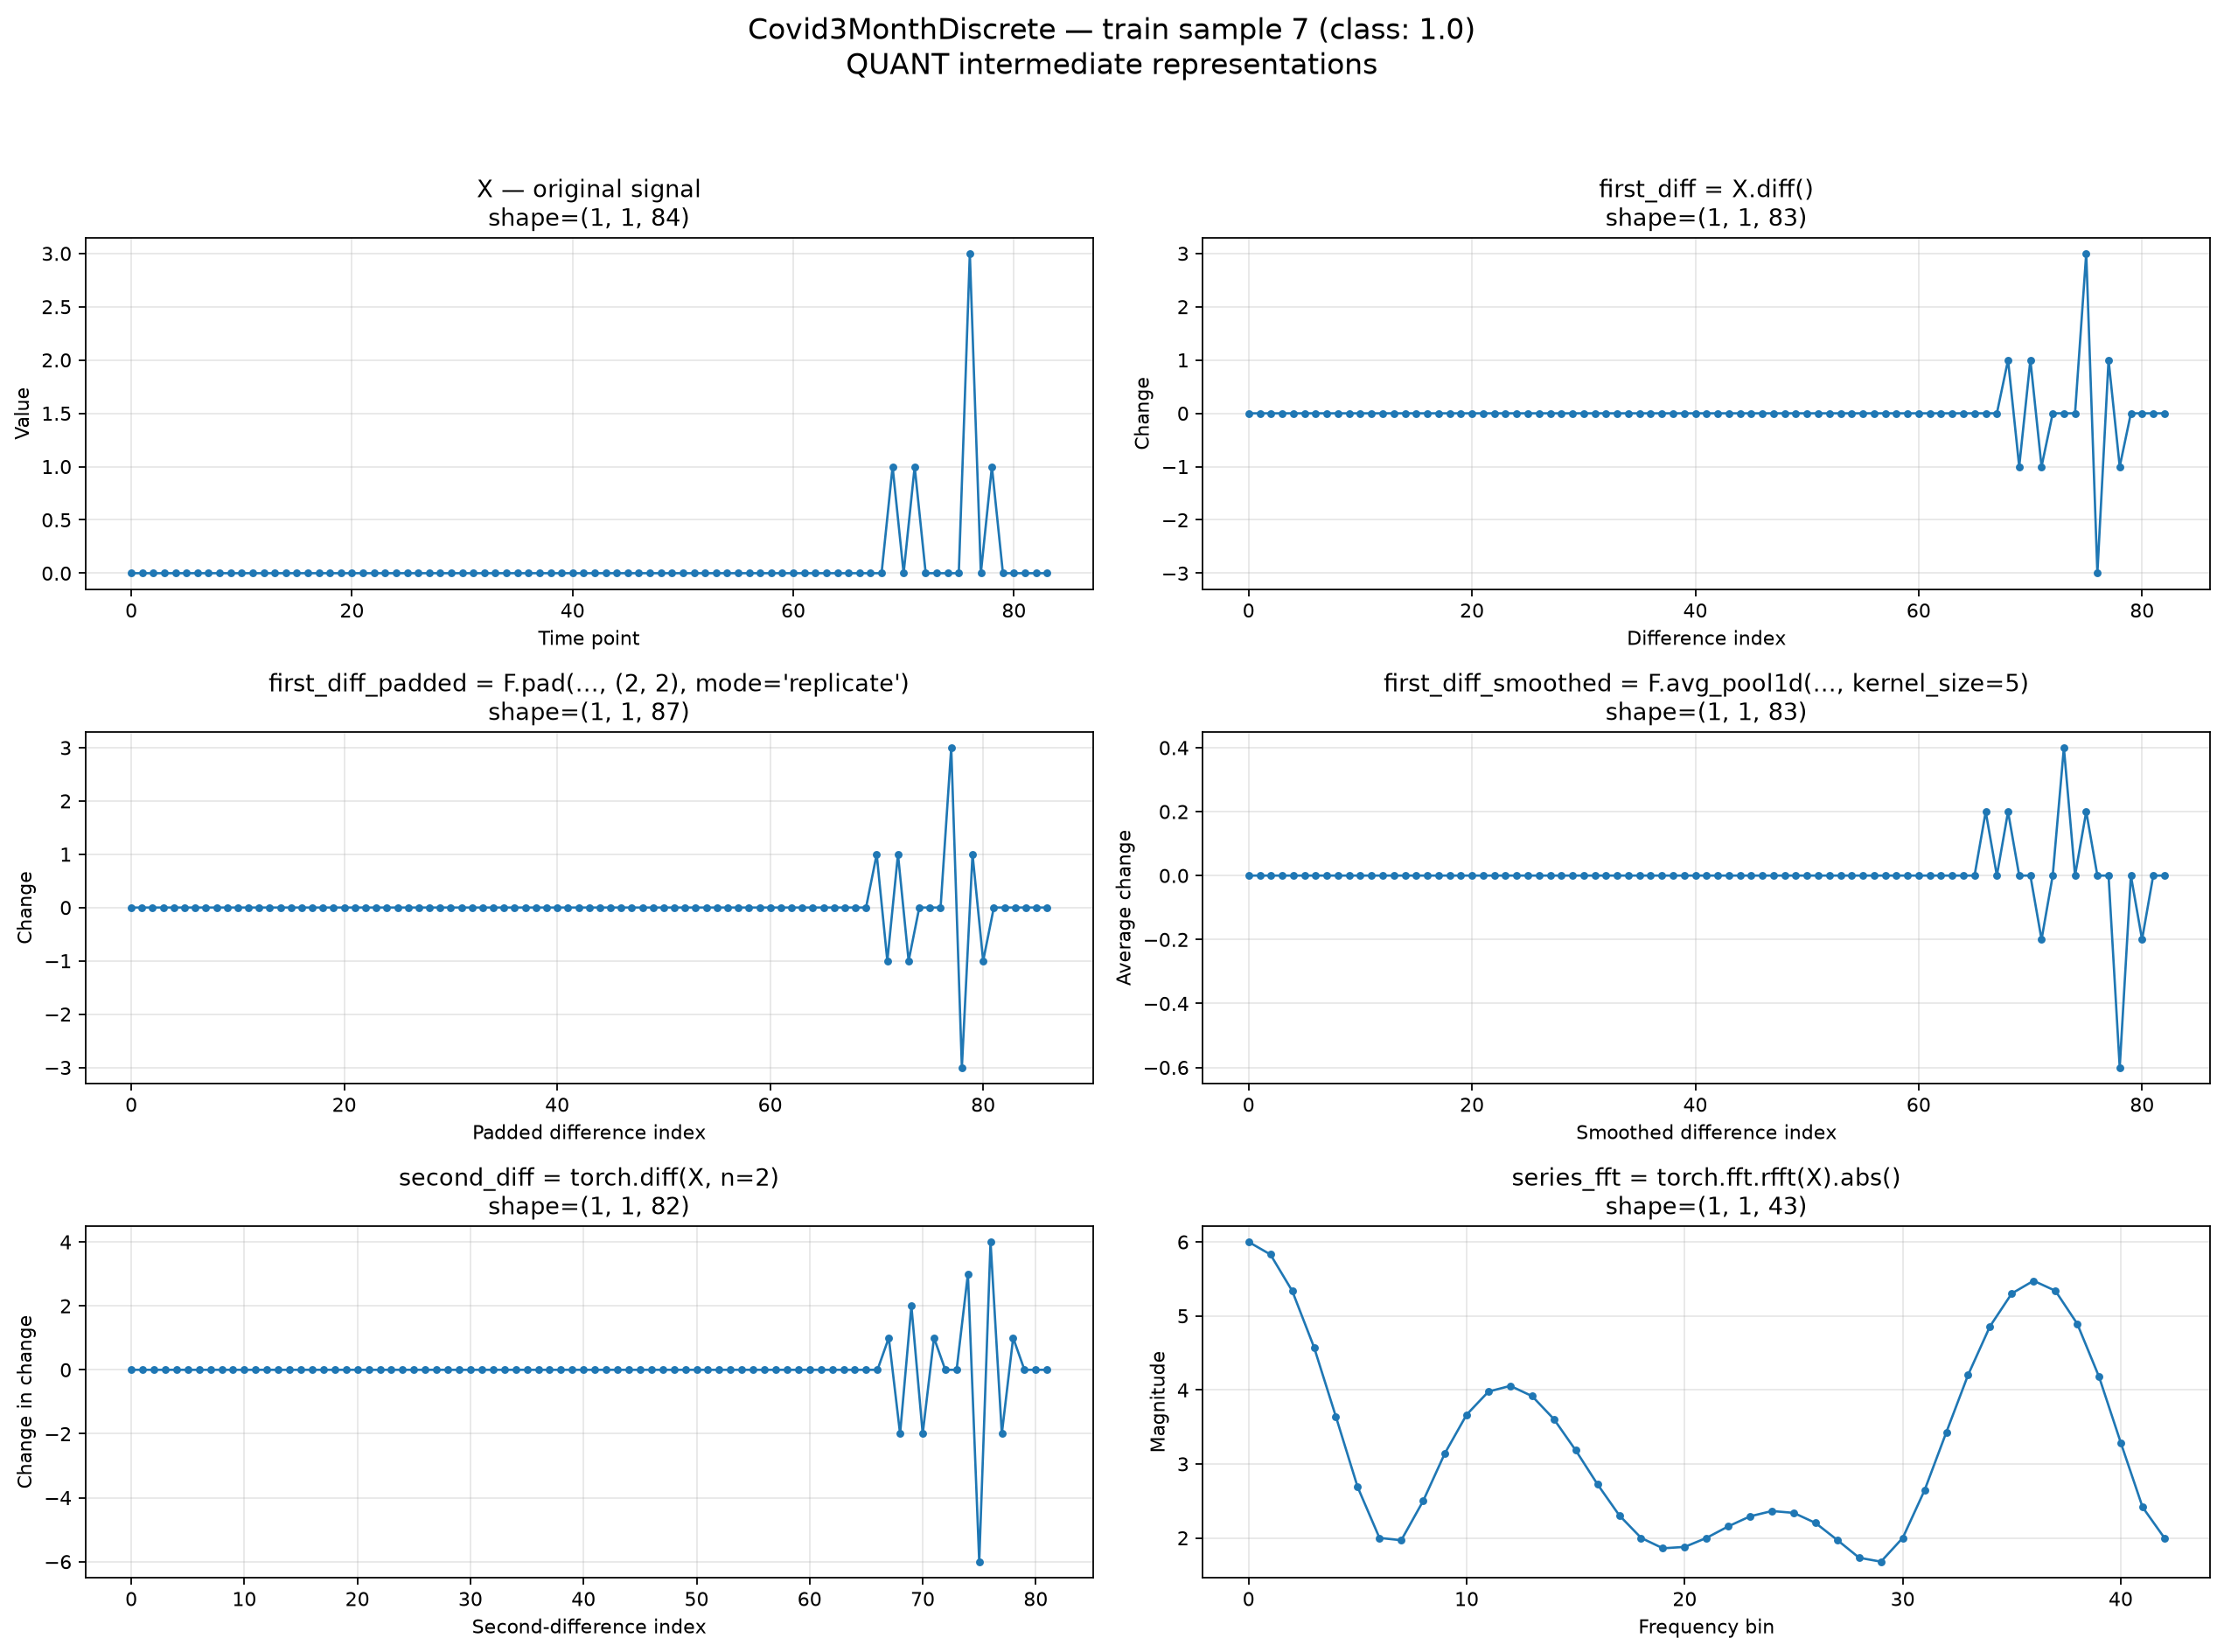 Covid3MonthDiscrete — train sample 7 (class: 1.0)
QUANT intermediate representations
X — original signal
shape=(1, 1, 84)
3.0
2.5
2.0
1.5
1.0
0.5
0.0
Value
0 20 40 60 80
Time point
first_diff = X.diff()
shape=(1, 1, 83)
3
2
1
0
−1
−2
−3
Change
0 20 40 60 80
Difference index
first_diff_padded = F.pad(..., (2, 2), mode='replicate')
shape=(1, 1, 87)
3
2
1
0
−1
−2
−3
Change
0 20 40 60 80
Padded difference index
first_diff_smoothed = F.avg_pool1d(..., kernel_size=5)
shape=(1, 1, 83)
0.4
0.2
0.0
−0.2
−0.4
−0.6
Average change
0 20 40 60 80
Smoothed difference index
second_diff = torch.diff(X, n=2)
shape=(1, 1, 82)
4
2
0
−2
−4
−6
Change in change
0 10 20 30 40 50 60 70 80
Second-difference index
series_fft = torch.fft.rfft(X).abs()
shape=(1, 1, 43)
6
5
4
3
2
Magnitude
0 10 20 30 40
Frequency bin